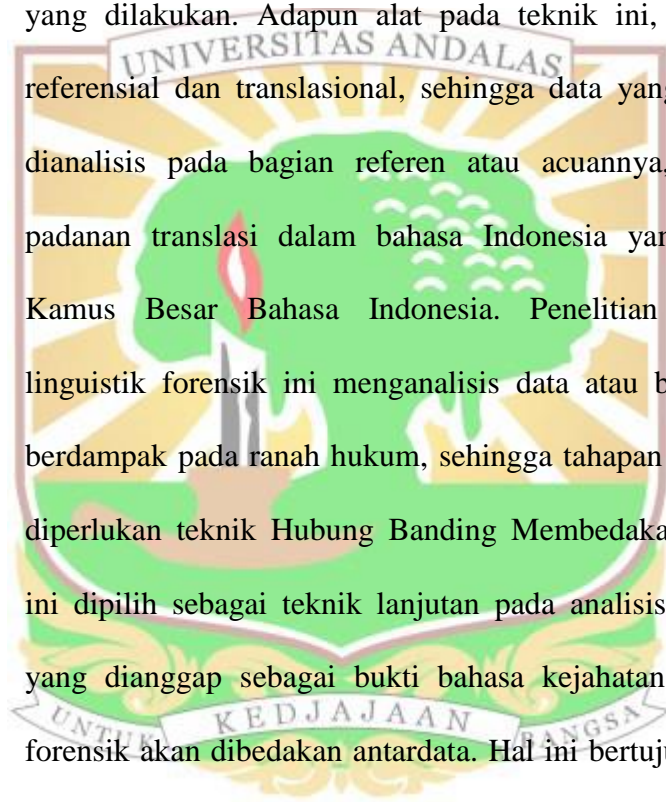 yang dilakukan. Adapun alat pada teknik ini,
UNIVERSITAS ANDALAS
referensial dan translasional, sehingga data yang
dianalisis pada bagian referen atau acuannya,
padanan translasi dalam bahasa Indonesia
Kamus Besar Bahasa Indonesia. Penelitian
linguistik forensik ini menganalisis data atau
berdampak pada ranah hukum, sehingga tahapan
diperlukan teknik Hubung Banding
ini dipilih sebagai teknik lanjutan pada analisis
yang dianggap sebagai bukti bahasa kejahatan
UNTUK KEDJAJAAN BANGSA
forensik akan dibedakan antardata. Hal ini